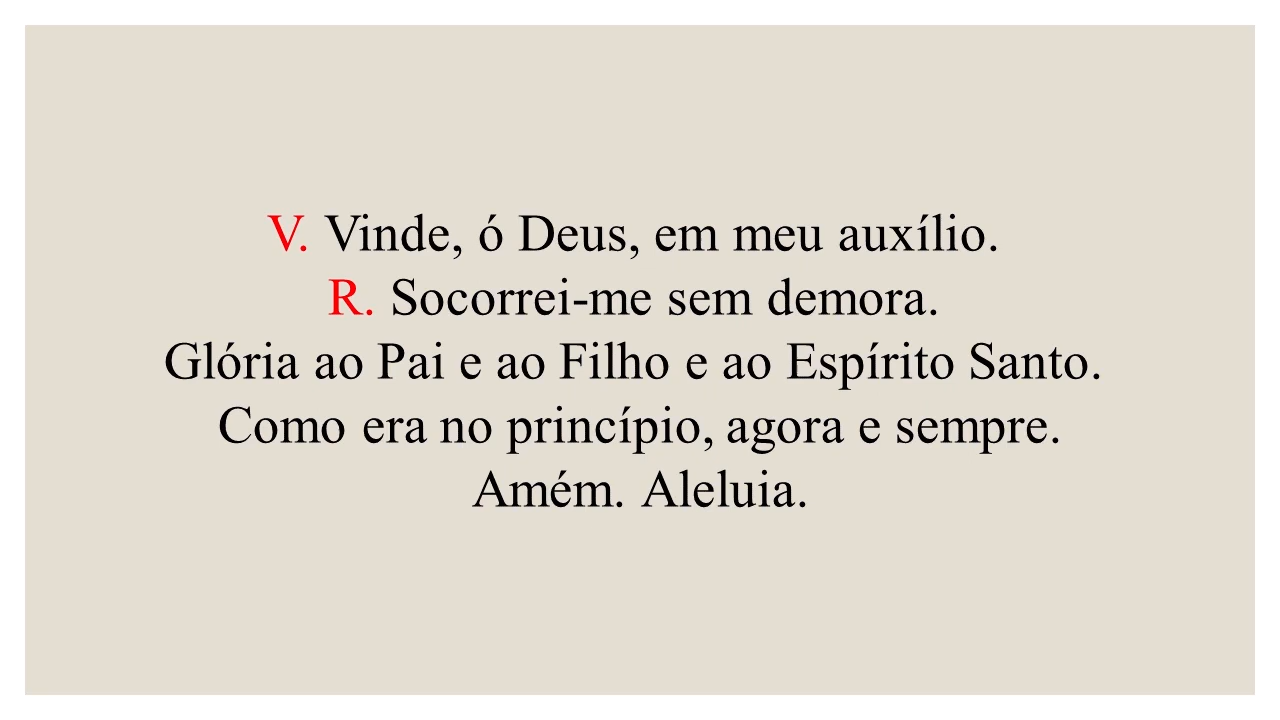 V. Vinde, ó Deus, em meu auxílio.
R. Socorrei-me sem demora.
Glória ao Pai e ao Filho e ao Espírito Santo.
Como era no princípio, agora e sempre.
Amém. Aleluia.